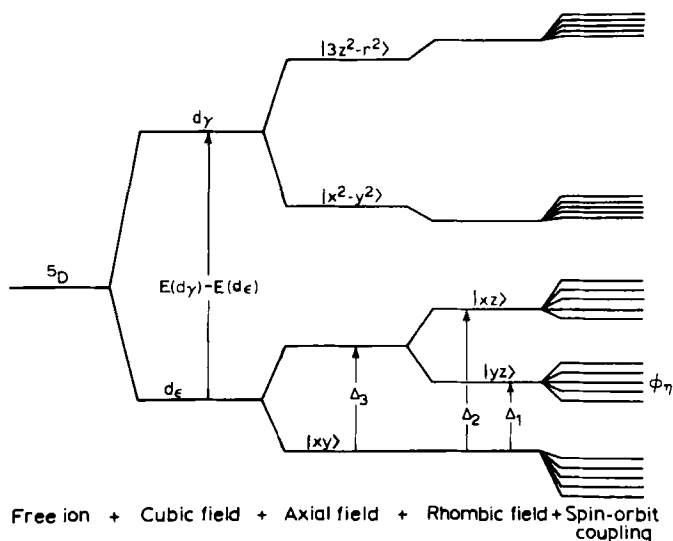 |3z²-r²⟩
dγ
|x²-y²⟩
⁵D
E(dγ)-E(dϵ)
|xz⟩
|yz⟩
ϕη
dϵ
Δ₃
Δ₂
Δ₁
|xy⟩
Free ion + Cubic field + Axial field + Rhombic field + Spin-orbit
coupling